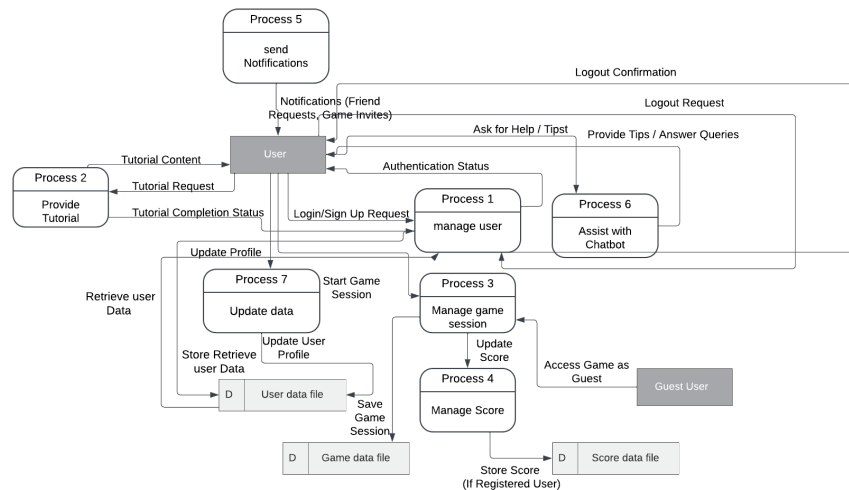 Process 5
send
Notfifications
Logout Confirmation
Notifications (Friend
Requests, Game Invites)
Logout Request
Ask for Help / Tipst
Provide Tips / Answer Queries
User
Tutorial Content
Authentication Status
Process 2
Provide
Tutorial
Tutorial Request
Tutorial Completion Status
Login/Sign Up Request
Process 1
manage user
Process 6
Assist with
Chatbot
Update Profile
Process 7
Update data
Start Game
Session
Process 3
Manage game
session
Retrieve user
Data
Update User
Profile
Update
Score
Store Retrieve
user Data
Access Game as
Guest
Process 4
Manage Score
Guest User
D
User data file
Save
Game
Session
D
Game data file
D
Score data file
Store Score
(If Registered User)